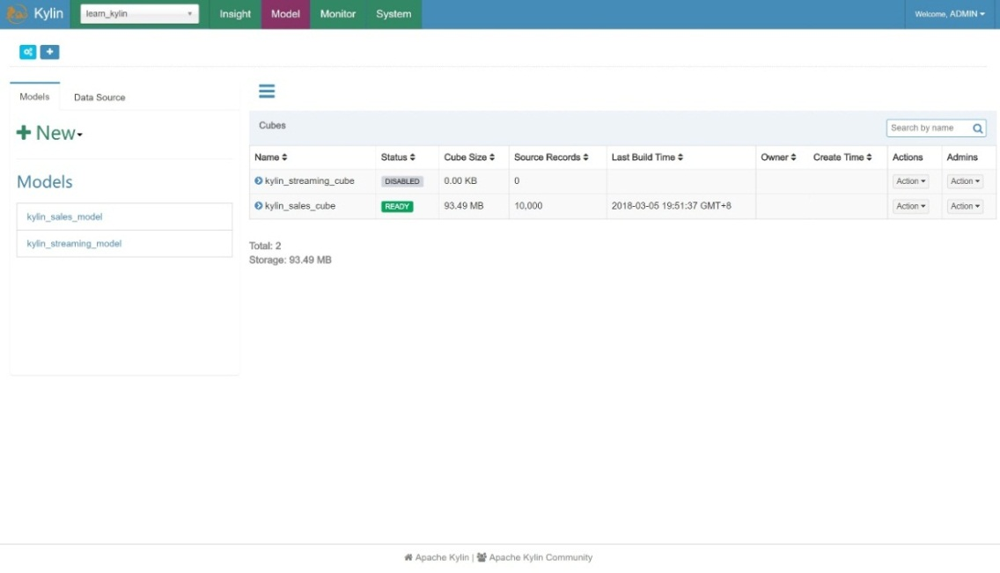 Kylin learn_kylin Insight Model Monitor System Welcome, ADMIN
Models Data Source
New
Models
kylin_sales_model
kylin_streaming_model
Cubes Search by name
Name Status Cube Size Source Records Last Build Time Owner Create Time Actions Admins
kylin_streaming_cube DISABLED 0.00 KB 0 Action Action
kylin_sales_cube READY 93.49 MB 10,000 2018-03-05 19:51:37 GMT+8 Action Action
Total: 2
Storage: 93.49 MB
Apache Kylin | Apache Kylin Community